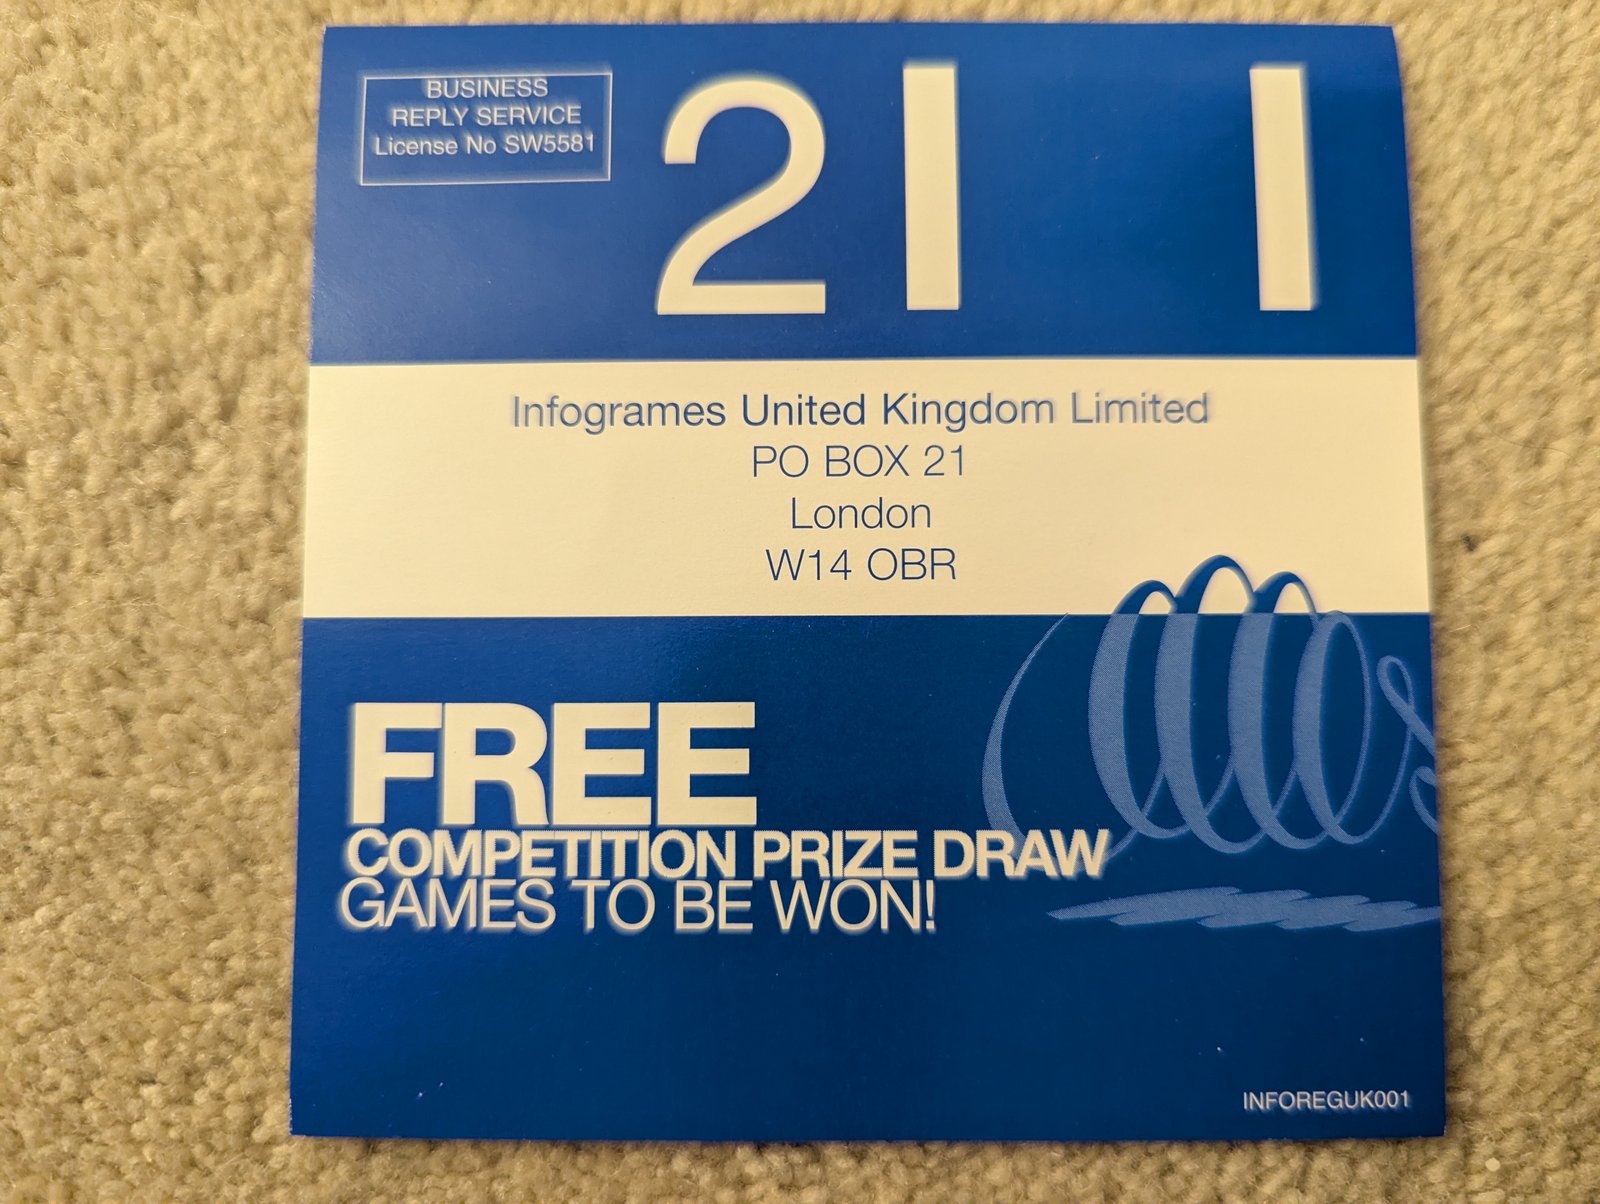 BUSINESS
REPLY SERVICE
License No SW5581
21 1
Infogrames United Kingdom Limited
PO BOX 21
London
W14 OBR
FREE
COMPETITION PRIZE DRAW
GAMES TO BE WON!
INFOREGUK001